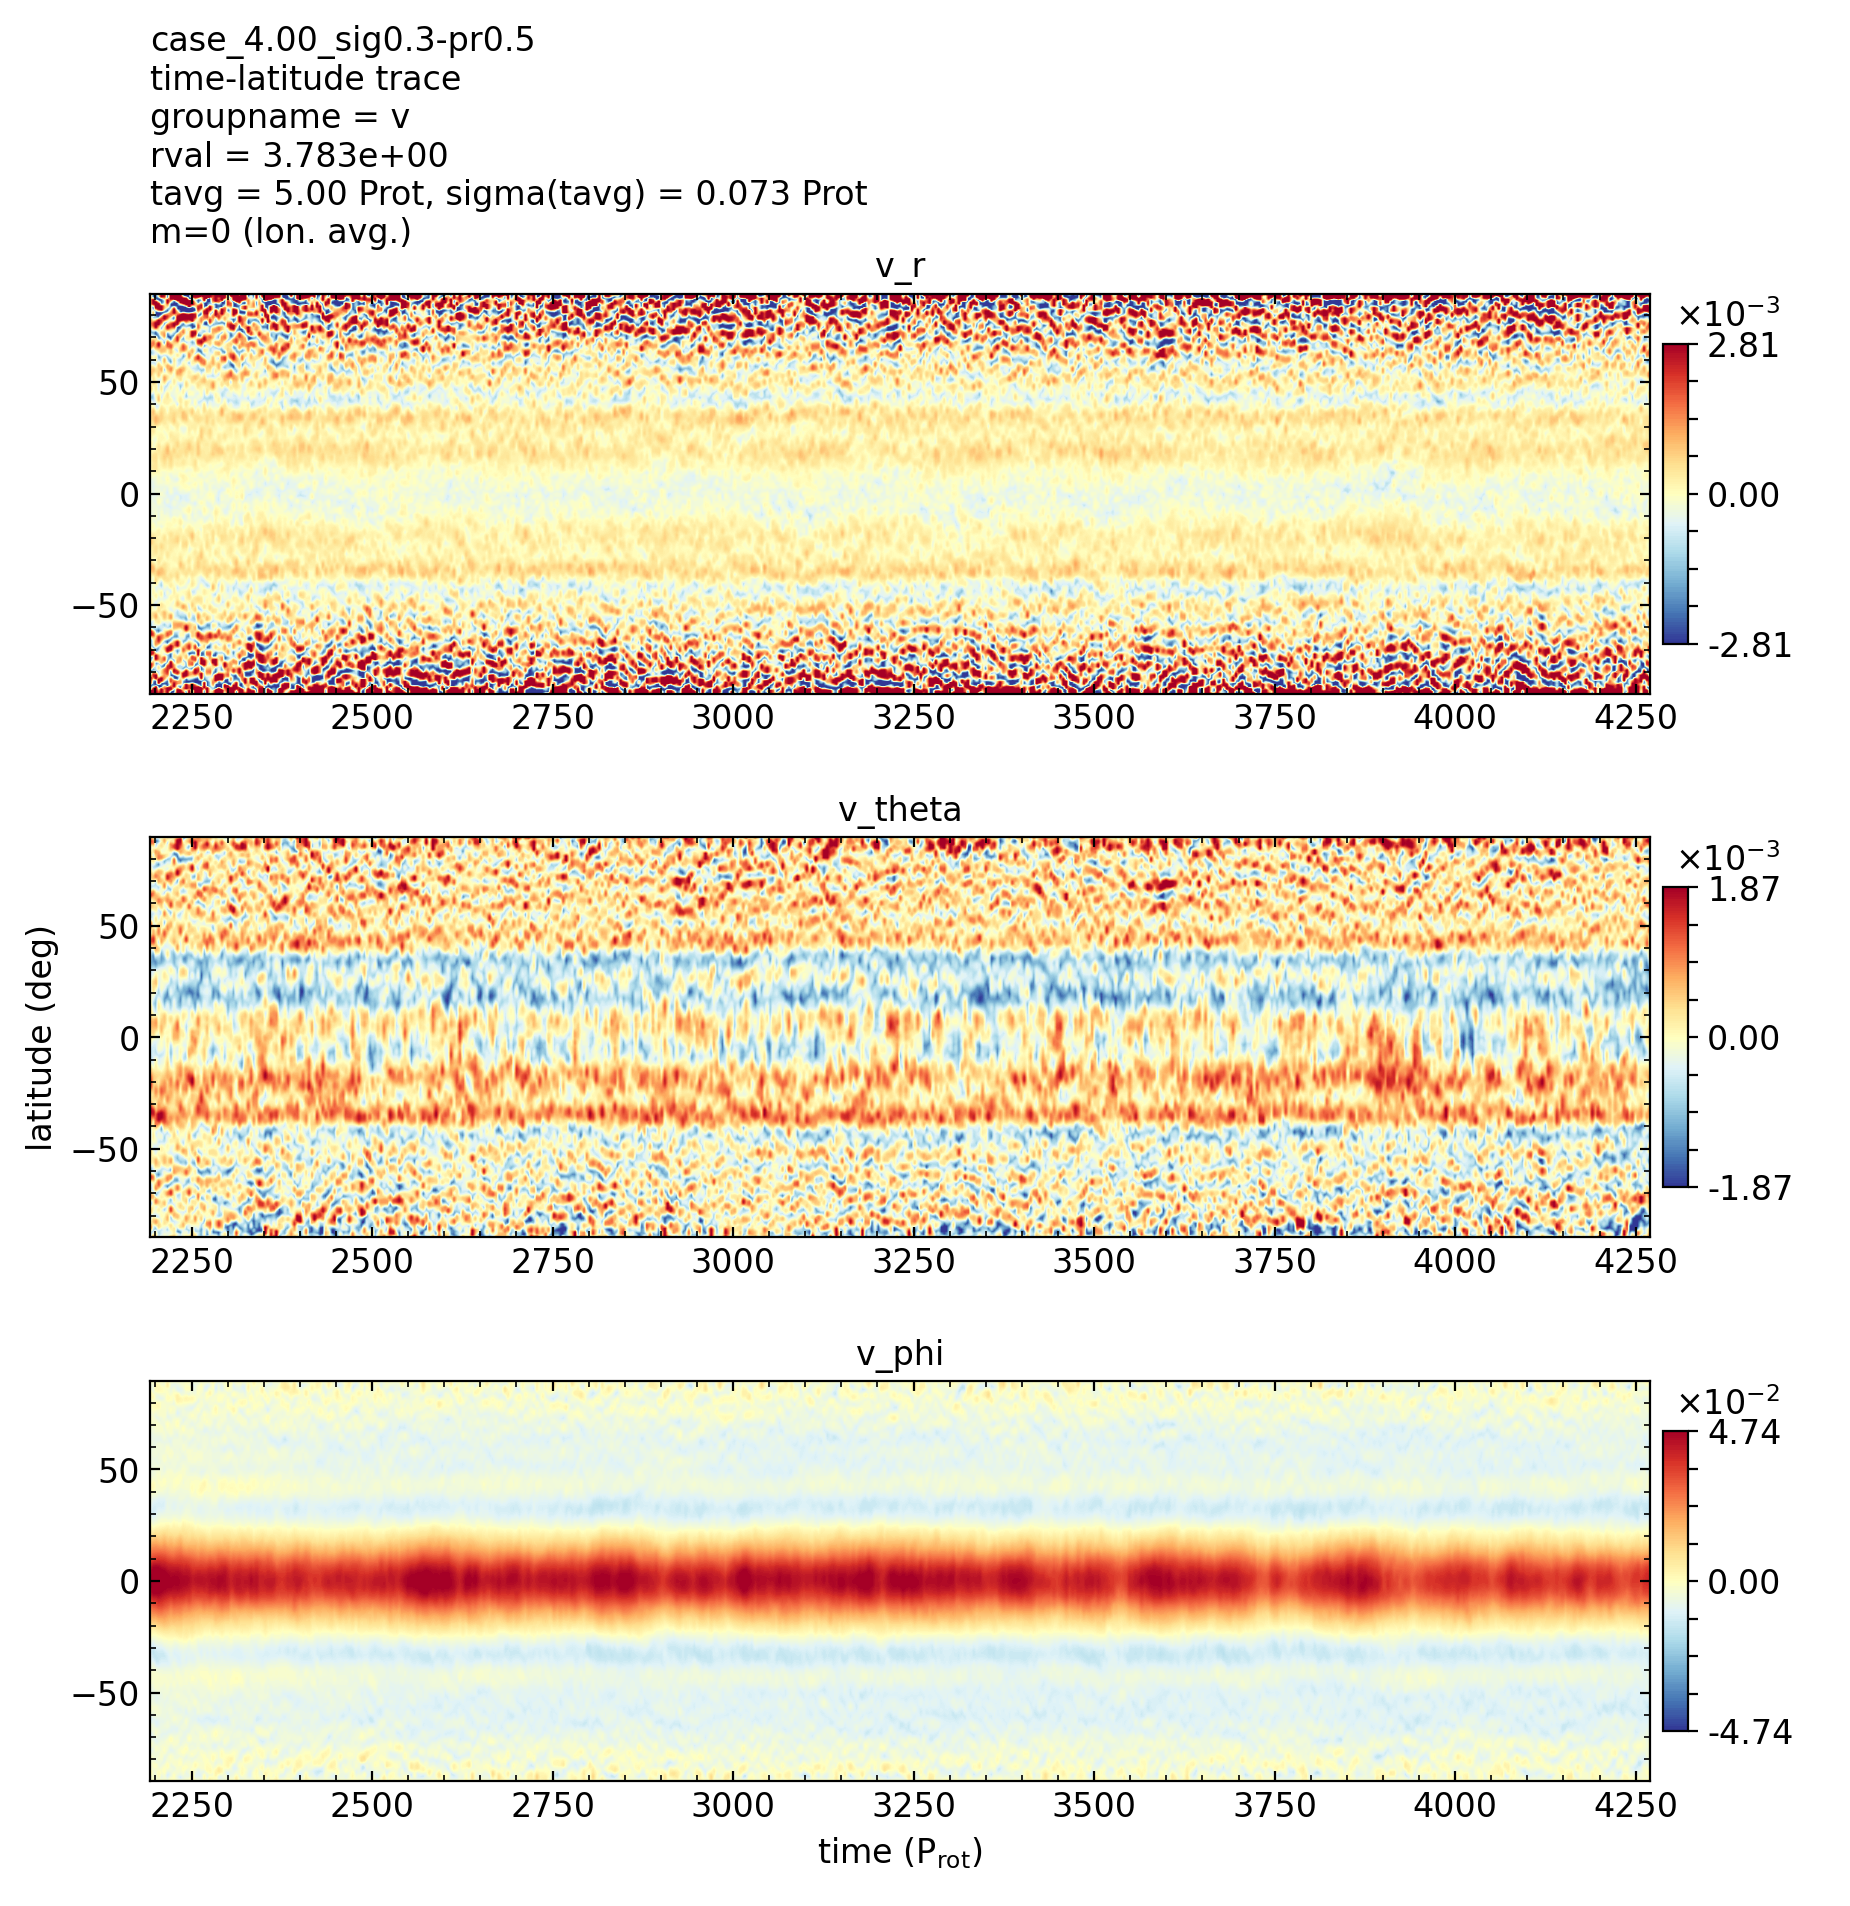 case_4.00_sig0.3-pr0.5
time-latitude trace
groupname = v
rval = 3.783e+00
tavg = 5.00 Prot, sigma(tavg) = 0.073 Prot
m=0 (lon. avg.)
v_r
×10⁻³
2.81
0.00
-2.81
50
0
−50
2250 2500 2750 3000 3250 3500 3750 4000 4250
v_theta
×10⁻³
1.87
0.00
-1.87
50
0
−50
latitude (deg)
2250 2500 2750 3000 3250 3500 3750 4000 4250
v_phi
×10⁻²
4.74
0.00
-4.74
50
0
−50
2250 2500 2750 3000 3250 3500 3750 4000 4250
time (P_rot)